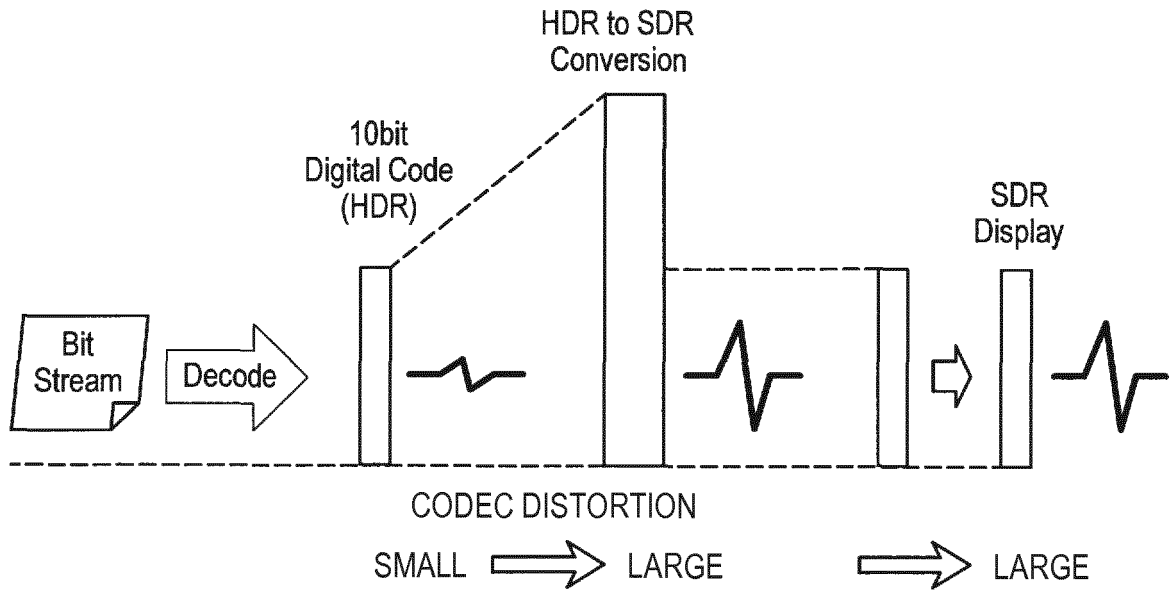 HDR to SDR
Conversion
10bit
Digital Code
(HDR)
SDR
Display
Bit
Stream
Decode
CODEC DISTORTION
SMALL
LARGE
LARGE